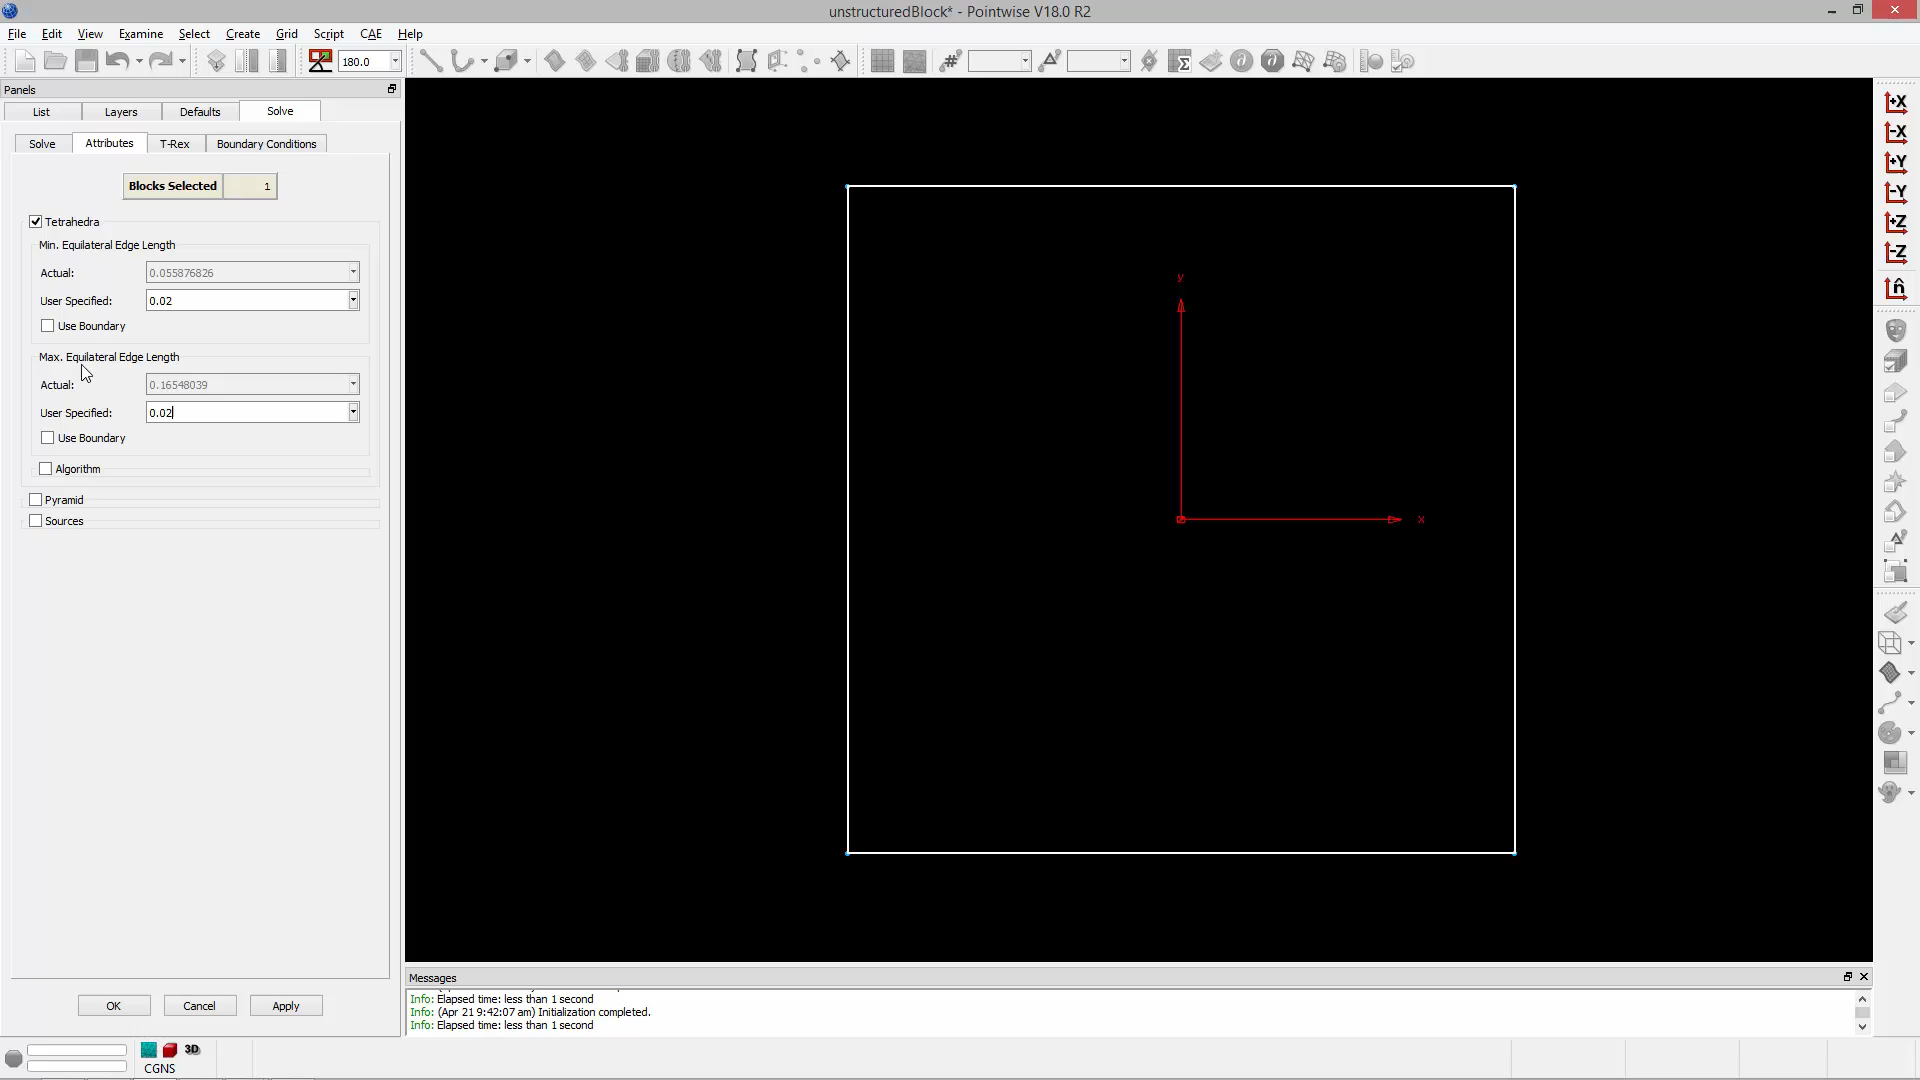 unstructuredBlock* - Pointwise V18.0 R2
File Edit View Examine Select Create Grid Script CAE Help
180.0
Panels
List Layers Defaults Solve
Solve Attributes T-Rex Boundary Conditions
Blocks Selected 1
Tetrahedra
Min. Equilateral Edge Length
Actual: 0.055876826
User Specified: 0.02
Use Boundary
Max. Equilateral Edge Length
Actual: 0.16548039
User Specified: 0.02
Use Boundary
Algorithm
Pyramid
Sources
OK Cancel Apply
y
x
+X
-X
+Y
-Y
+Z
-Z
n̂
Messages
Info: Elapsed time: less than 1 second
Info: (Apr 21 9:42:07 am) Initialization completed.
Info: Elapsed time: less than 1 second
3D
CGNS